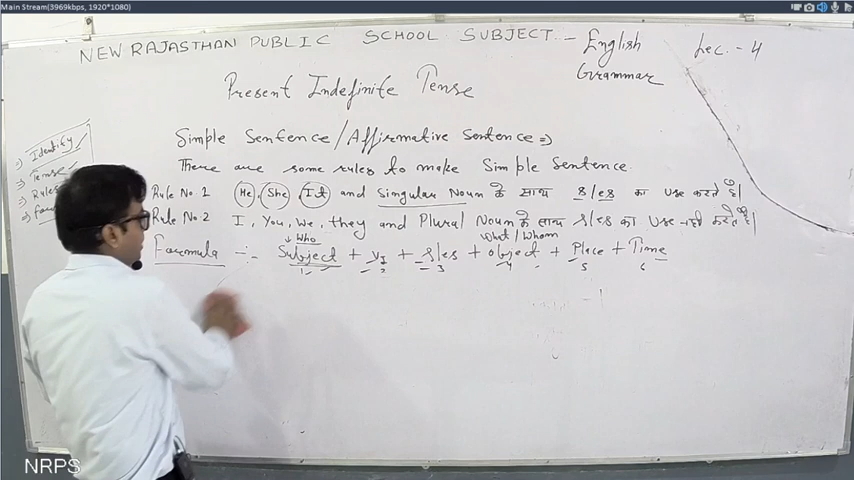 Main Stream(3969kbps, 1920*1080)
NEW RAJASTHAN PUBLIC SCHOOL SUBJECT - English Grammar Lec. - 4
Present Indefinite Tense
Simple Sentence/Affirmative Sentence ⇒
There are some rules to make Simple Sentence.
⇒ Identify
⇒ Tense
⇒ Rules
⇒
Rule No. 1 He, She, It and Singular Noun के साथ s/es का use करते है|
Rule No. 2 I, You, We, they and Plural Noun के साथ s/es का use नही करते है|
↓ Who What/Whom
Formula -:- Subject + V1 + s/es + object + Place + Time
1 2 3 4 5 6
NRPS